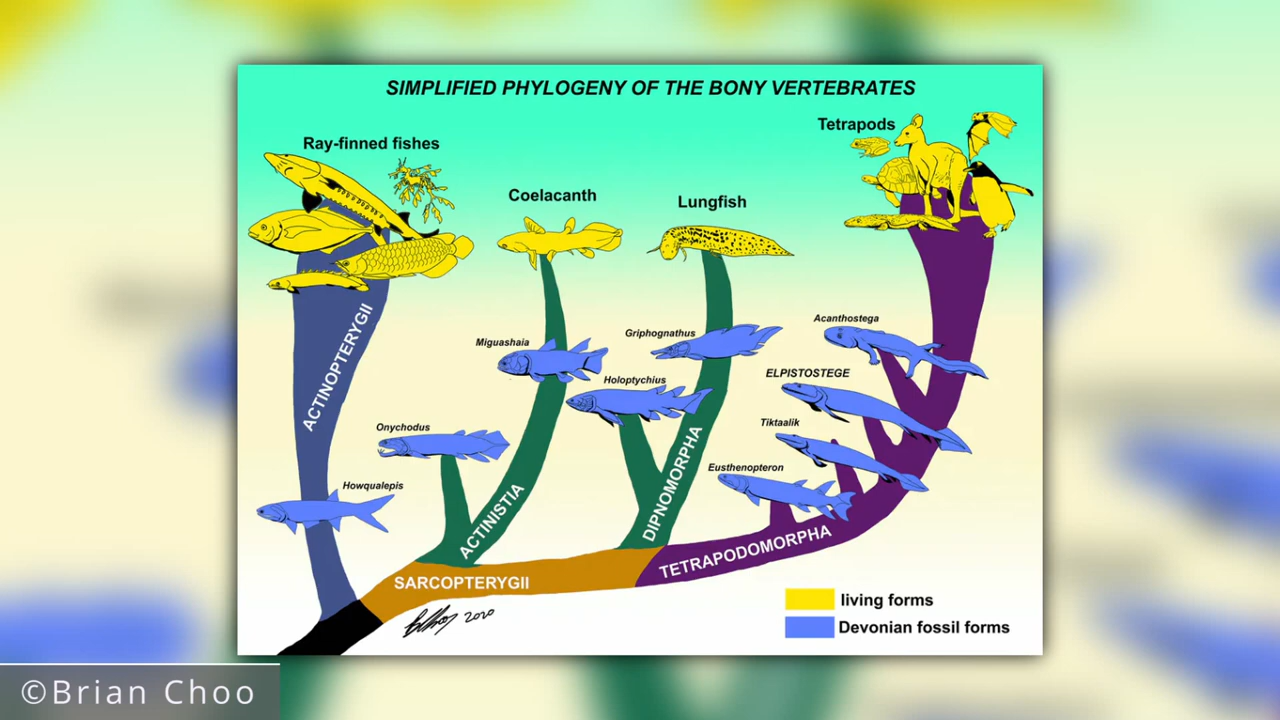 SIMPLIFIED PHYLOGENY OF THE BONY VERTEBRATES
Tetrapods
Ray-finned fishes
Coelacanth
Lungfish
Acanthostega
Griphognathus
Miguashaia
ELPISTOSTEGE
Holoptychius
ACTINOPTERYGII
Tiktaalik
Onychodus
Eusthenopteron
Howqualepis
DIPNOMORPHA
ACTINISTIA
TETRAPODOMORPHA
SARCOPTERYGII
living forms
2020
Devonian fossil forms
©Brian Choo